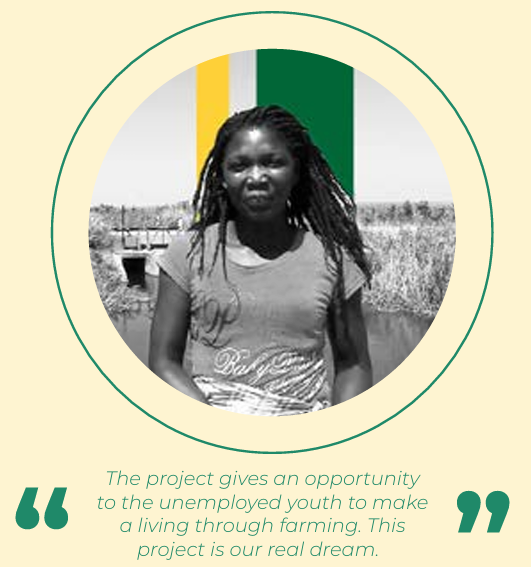 Baby
The project gives an opportunity
to the unemployed youth to make
a living through farming. This
project is our real dream.